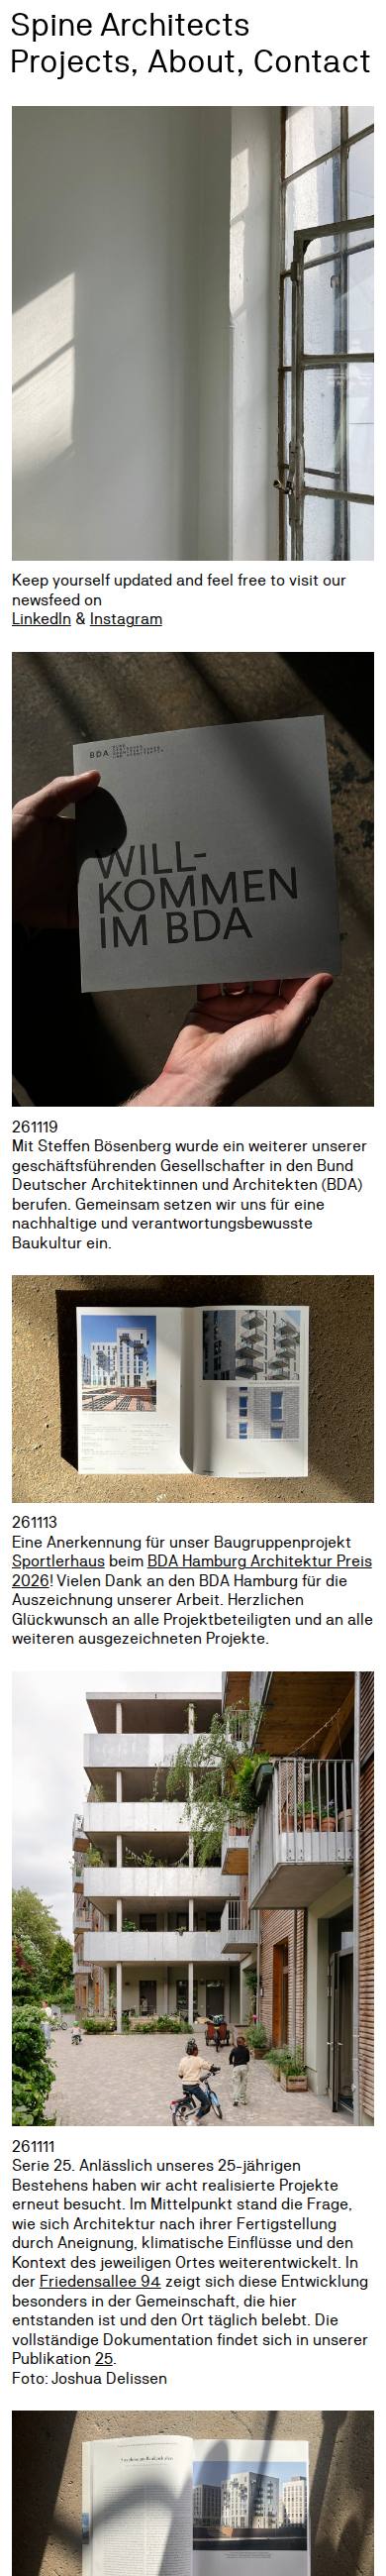 Spine Architects
Projects, About, Contact
Keep yourself updated and feel free to visit our
newsfeed on
LinkedIn & Instagram
BDA
WILL-
KOMMEN
IM BDA
261119
Mit Steffen Bösenberg wurde ein weiterer unserer
geschäftsführenden Gesellschafter in den Bund
Deutscher Architektinnen und Architekten (BDA)
berufen. Gemeinsam setzen wir uns für eine
nachhaltige und verantwortungsbewusste
Baukultur ein.
261113
Eine Anerkennung für unser Baugruppenprojekt
Sportlerhaus beim BDA Hamburg Architektur Preis
2026! Vielen Dank an den BDA Hamburg für die
Auszeichnung unserer Arbeit. Herzlichen
Glückwunsch an alle Projektbeteiligten und an alle
weiteren ausgezeichneten Projekte.
261111
Serie 25. Anlässlich unseres 25-jährigen
Bestehens haben wir acht realisierte Projekte
erneut besucht. Im Mittelpunkt stand die Frage,
wie sich Architektur nach ihrer Fertigstellung
durch Aneignung, klimatische Einflüsse und den
Kontext des jeweiligen Ortes weiterentwickelt. In
der Friedensallee 94 zeigt sich diese Entwicklung
besonders in der Gemeinschaft, die hier
entstanden ist und den Ort täglich belebt. Die
vollständige Dokumentation findet sich in unserer
Publikation 25.
Foto: Joshua Delissen